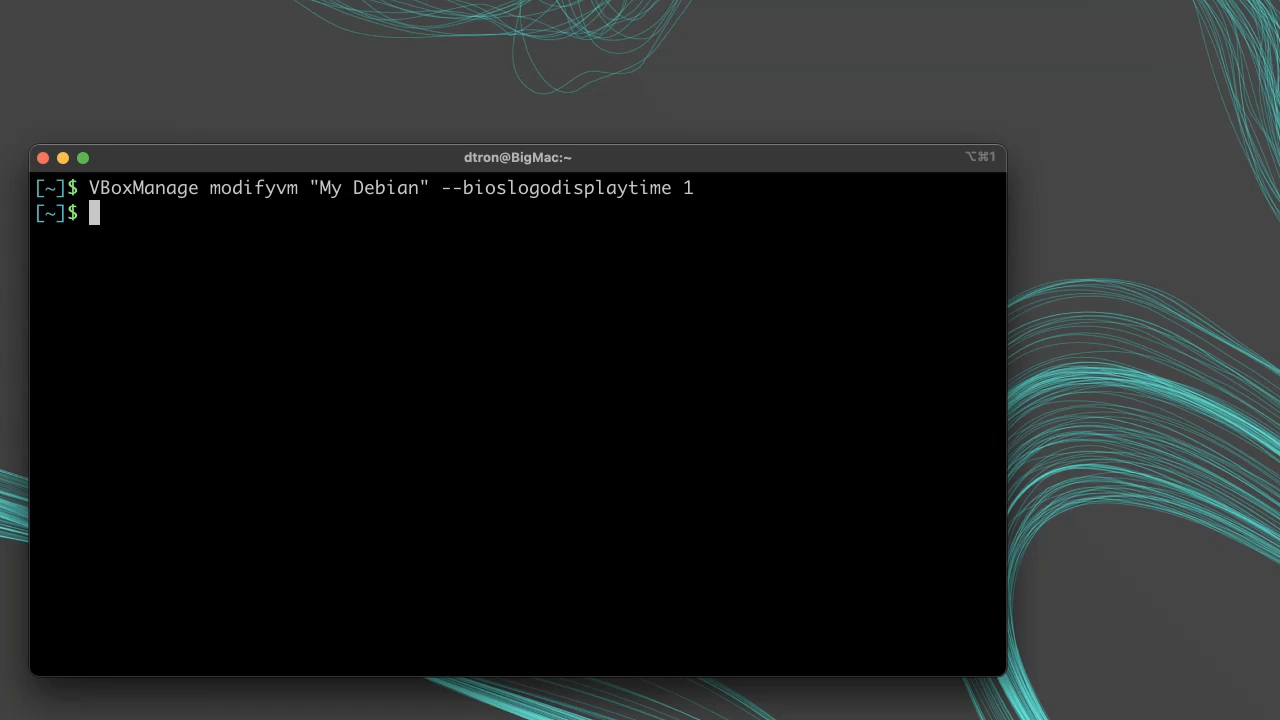 dtron@BigMac:~
⌥⌘1
[~]$ VBoxManage modifyvm "My Debian" --bioslogodisplaytime 1
[~]$